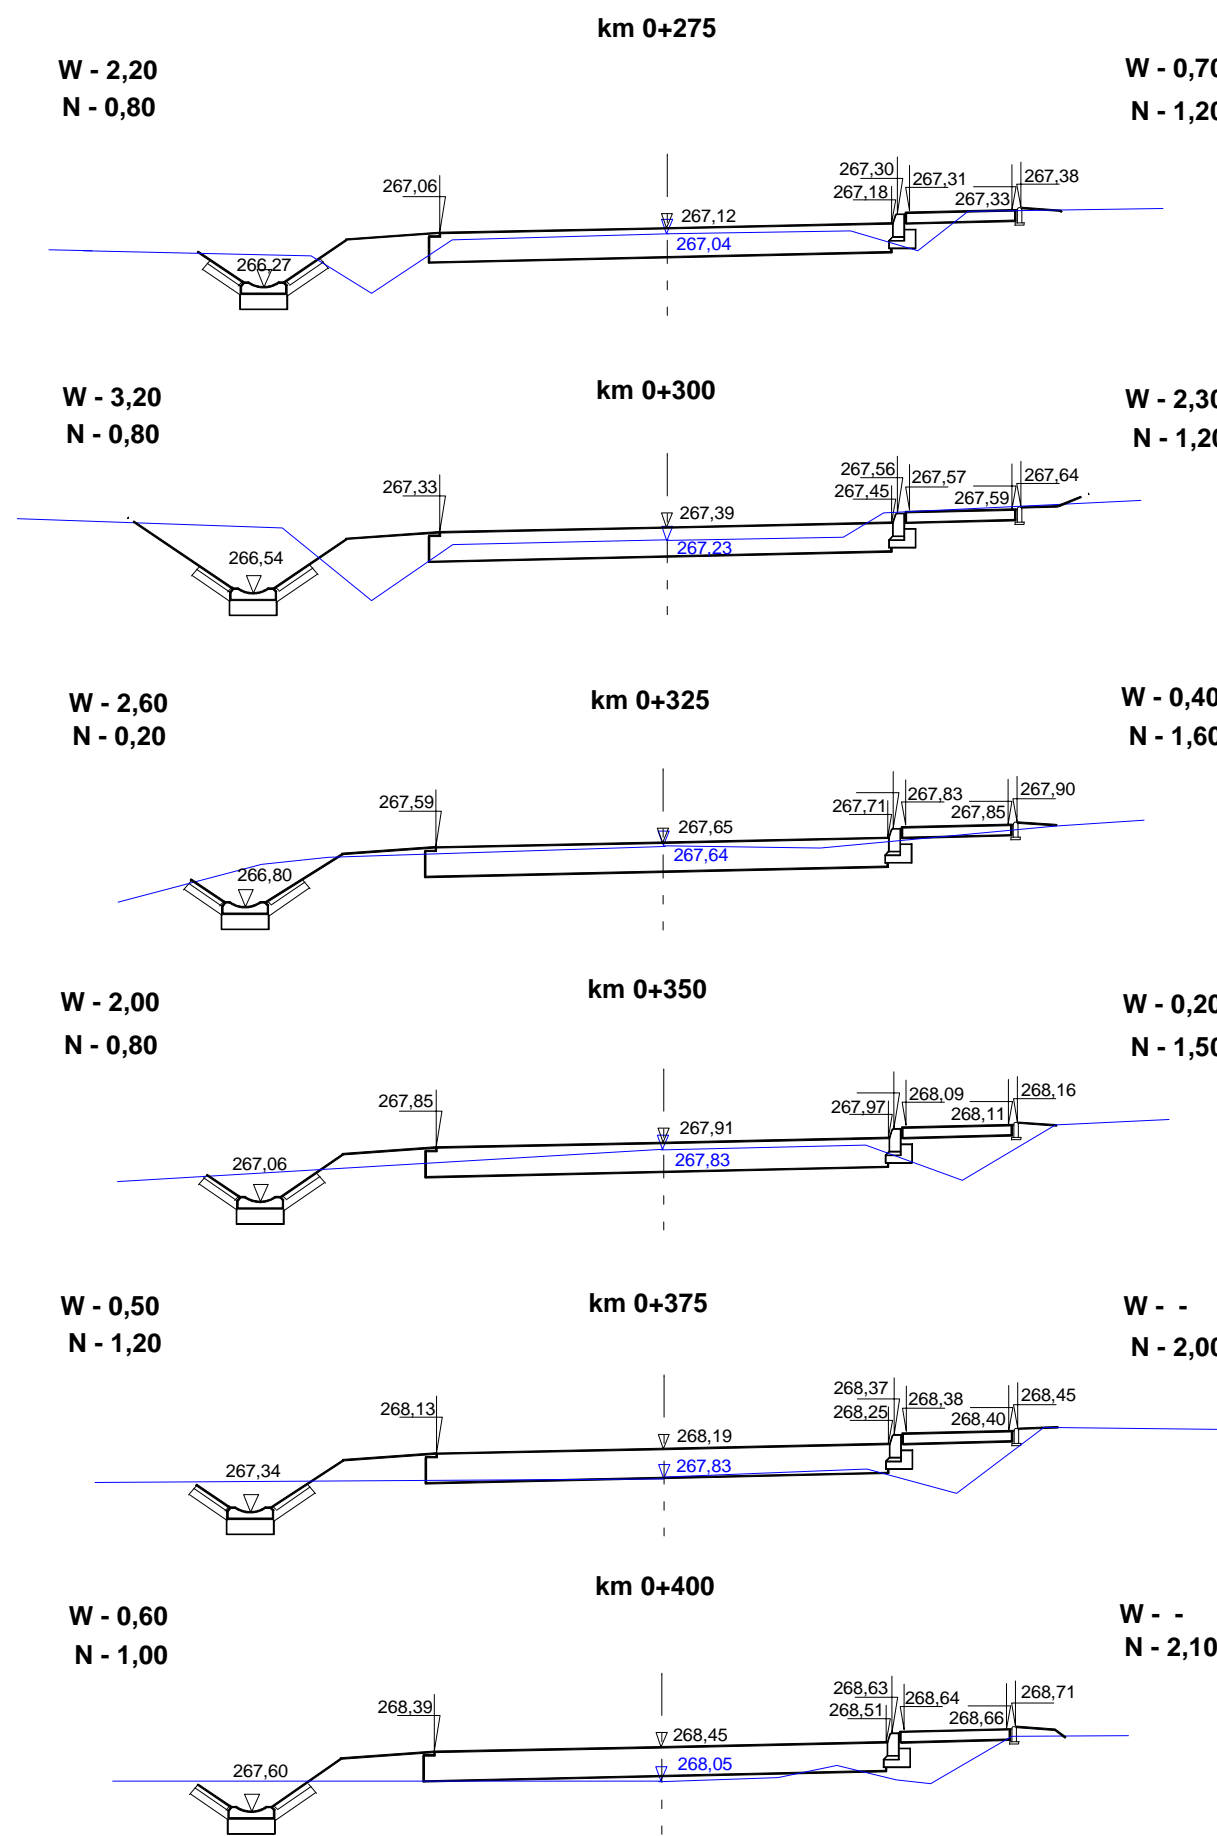 km 0+275
W - 2,20
W - 0,70
N - 0,80
N - 1,20
267,30
267,38
267,31
267,06
267,18
267,33
267,12
267,04
266,27
km 0+300
W - 3,20
W - 2,30
N - 0,80
N - 1,20
267,56
267,57
267,64
267,33
267,45
267,59
267,39
267,23
266,54
km 0+325
W - 2,60
W - 0,40
N - 0,20
N - 1,60
267,83
267,90
267,59
267,71
267,85
267,65
267,64
266,80
km 0+350
W - 2,00
W - 0,20
N - 0,80
N - 1,50
268,09
268,16
267,85
267,97
268,11
267,91
267,83
267,06
km 0+375
W - 0,50
W - -
N - 1,20
N - 2,00
268,37
268,38
268,45
268,13
268,25
268,40
268,19
267,83
267,34
km 0+400
W - 0,60
W - -
N - 1,00
N - 2,10
268,63
268,64
268,71
268,39
268,51
268,66
268,45
268,05
267,60